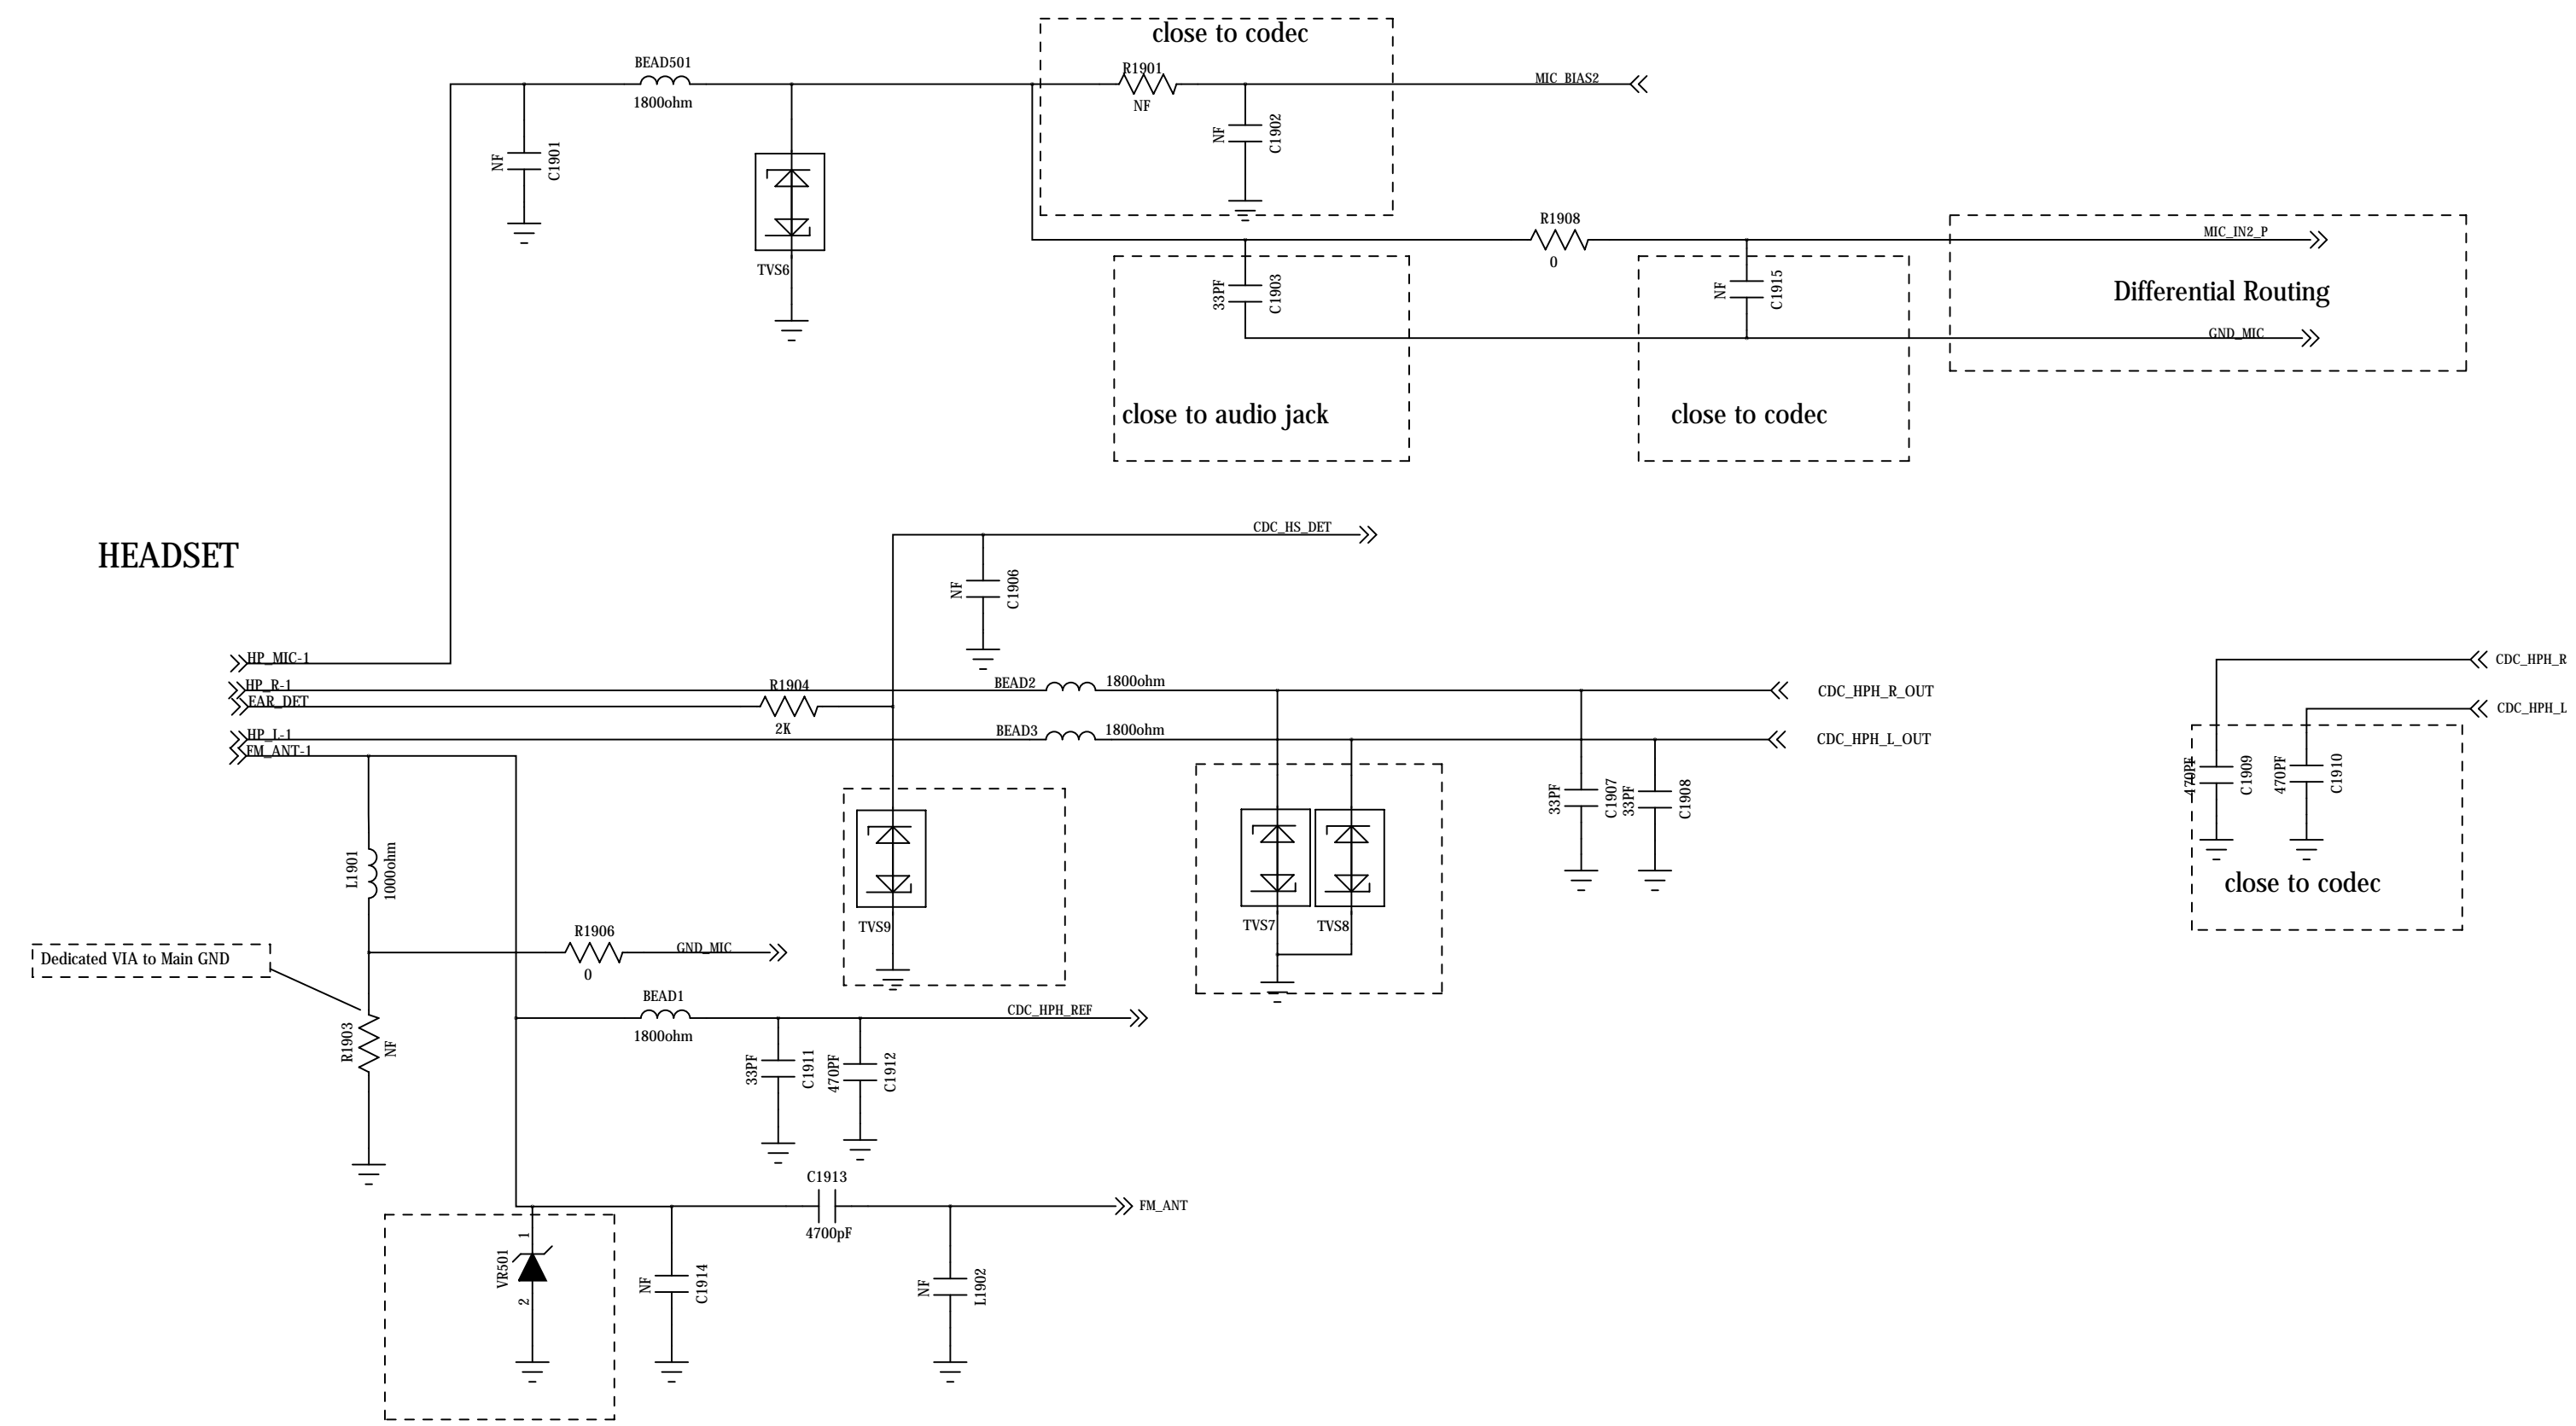 close to codec
BEAD501
1800ohm
R1901
NF
MIC_BIAS2
NF
C1901
NF
C1902
TVS6
R1908
0
MIC_IN2_P
33PF
C1903
NF
C1915
Differential Routing
GND_MIC
close to audio jack
close to codec
HEADSET
CDC_HS_DET
NF
C1906
HP_MIC-1
HP_R-1
EAR_DET
R1904
2K
BEAD2
1800ohm
CDC_HPH_R_OUT
HP_L-1
FM_ANT-1
BEAD3
1800ohm
CDC_HPH_L_OUT
CDC_HPH_R
CDC_HPH_L
470PF
C1909
470PF
C1910
close to codec
33PF
C1907
33PF
C1908
L1901
1000ohm
TVS9
TVS7
TVS8
R1906
0
GND_MIC
Dedicated VIA to Main GND
R1903
NF
BEAD1
1800ohm
CDC_HPH_REF
33PF
C1911
470PF
C1912
C1913
4700pF
FM_ANT
VR501
1
2
NF
C1914
NF
L1902